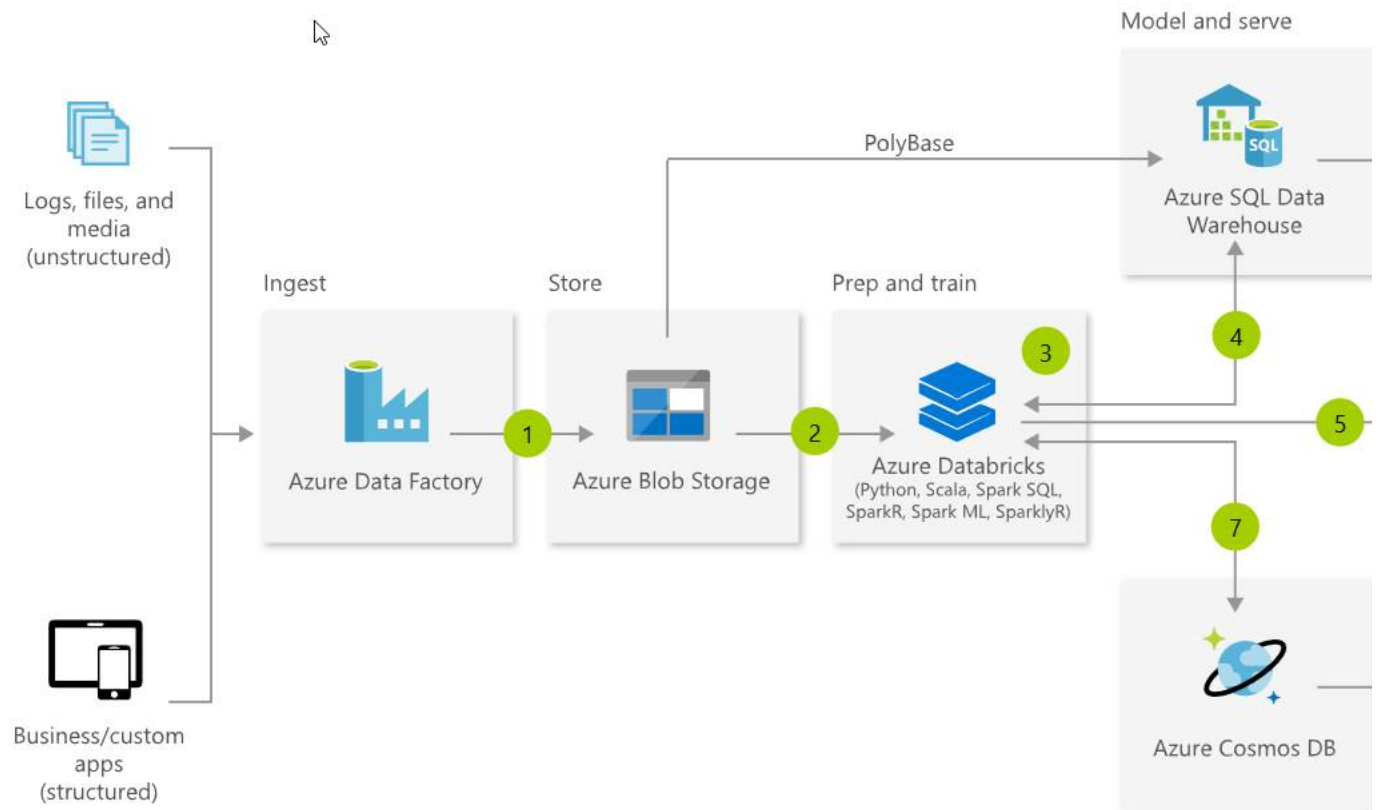 Model and serve
SQL
PolyBase
Azure SQL Data
Warehouse
Logs, files, and
media
(unstructured)
Ingest
Store
Prep and train
4
3
1
2
5
Azure Data Factory
Azure Blob Storage
Azure Databricks
(Python, Scala, Spark SQL,
SparkR, Spark ML, SparklyR)
7
Business/custom
apps
(structured)
Azure Cosmos DB